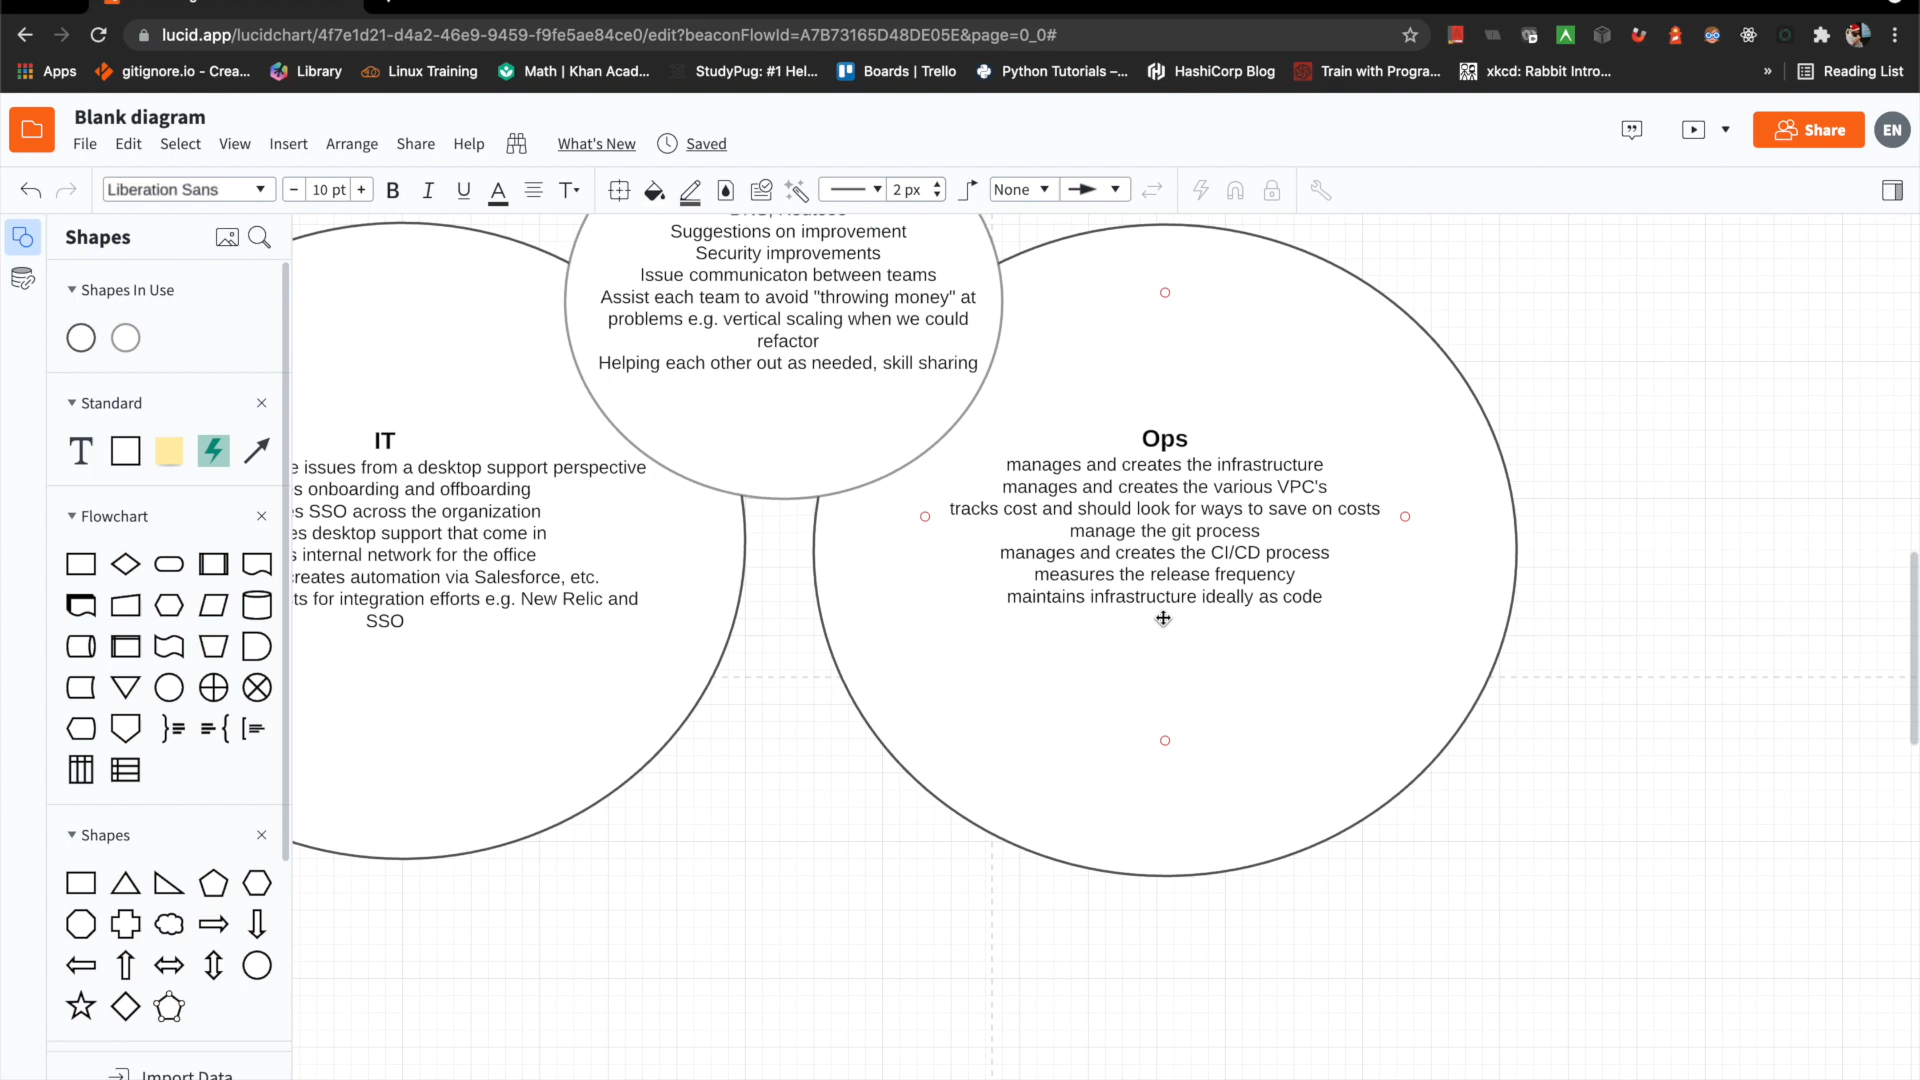 lucid.app/lucidchart/4f7e1d21-d4a2-46e9-9459-f9fe5ae84ce0/edit?beaconFlowId=A7B73165D48DE05E&page=0_0#
Apps
gitignore.io - Crea...
Library
Linux Training
Math | Khan Acad...
StudyPug: #1 Hel...
Boards | Trello
Python Tutorials –...
HashiCorp Blog
Train with Progra...
xkcd: Rabbit Intro...
»
Reading List
Blank diagram
File
Edit
Select
View
Insert
Arrange
Share
Help
What's New
Saved
Share
EN
Liberation Sans
− 10 pt +
B
I
U
A
T
2 px
None
Shapes
Shapes In Use
Standard
T
Flowchart
Shapes
Import Data
Suggestions on improvement
Security improvements
Issue communicaton between teams
Assist each team to avoid "throwing money" at
problems e.g. vertical scaling when we could
refactor
Helping each other out as needed, skill sharing
IT
e issues from a desktop support perspective
s onboarding and offboarding
s SSO across the organization
es desktop support that come in
s internal network for the office
creates automation via Salesforce, etc.
ts for integration efforts e.g. New Relic and
SSO
Ops
manages and creates the infrastructure
manages and creates the various VPC's
tracks cost and should look for ways to save on costs
manage the git process
manages and creates the CI/CD process
measures the release frequency
maintains infrastructure ideally as code